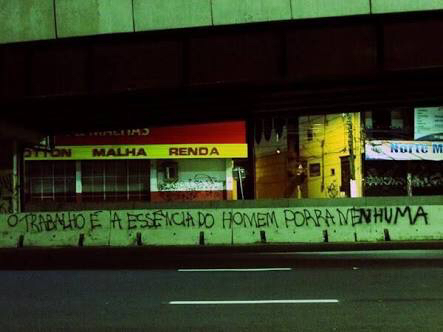 MALHAS
OTTON MALHA RENDA
NORTE M
O TRABALHO É A ESSÊNCIA DO HOMEM PORRA NENHUMA